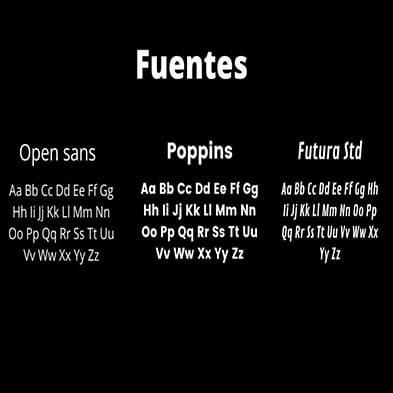 Fuentes
Open sans
Aa Bb Cc Dd Ee Ff Gg
Hh Ii Jj Kk Ll Mm Nn
Oo Pp Qq Rr Ss Tt Uu
Vv Ww Xx Yy Zz
Poppins
Aa Bb Cc Dd Ee Ff Gg
Hh Ii Jj Kk Ll Mm Nn
Oo Pp Qq Rr Ss Tt Uu
Vv Ww Xx Yy Zz
Futura Std
Aa Bb Cc Dd Ee Ff Gg Hh
Ii Jj Kk Ll Mm Nn Oo Pp
Qq Rr Ss Tt Uu Vv Ww Xx
Yy Zz